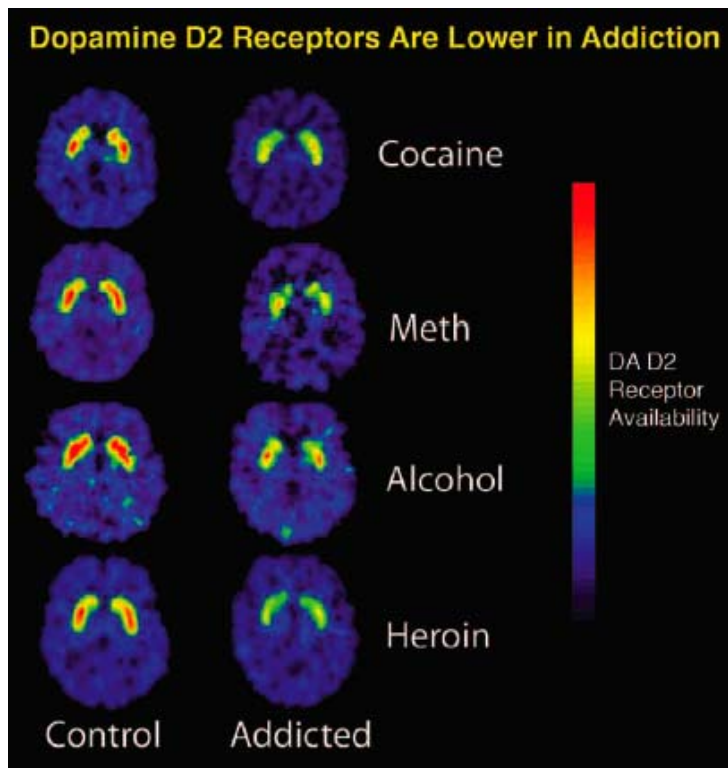 Dopamine D2 Receptors Are Lower in Addiction
Cocaine
Meth
DA D2
Receptor
Availability
Alcohol
Heroin
Control Addicted